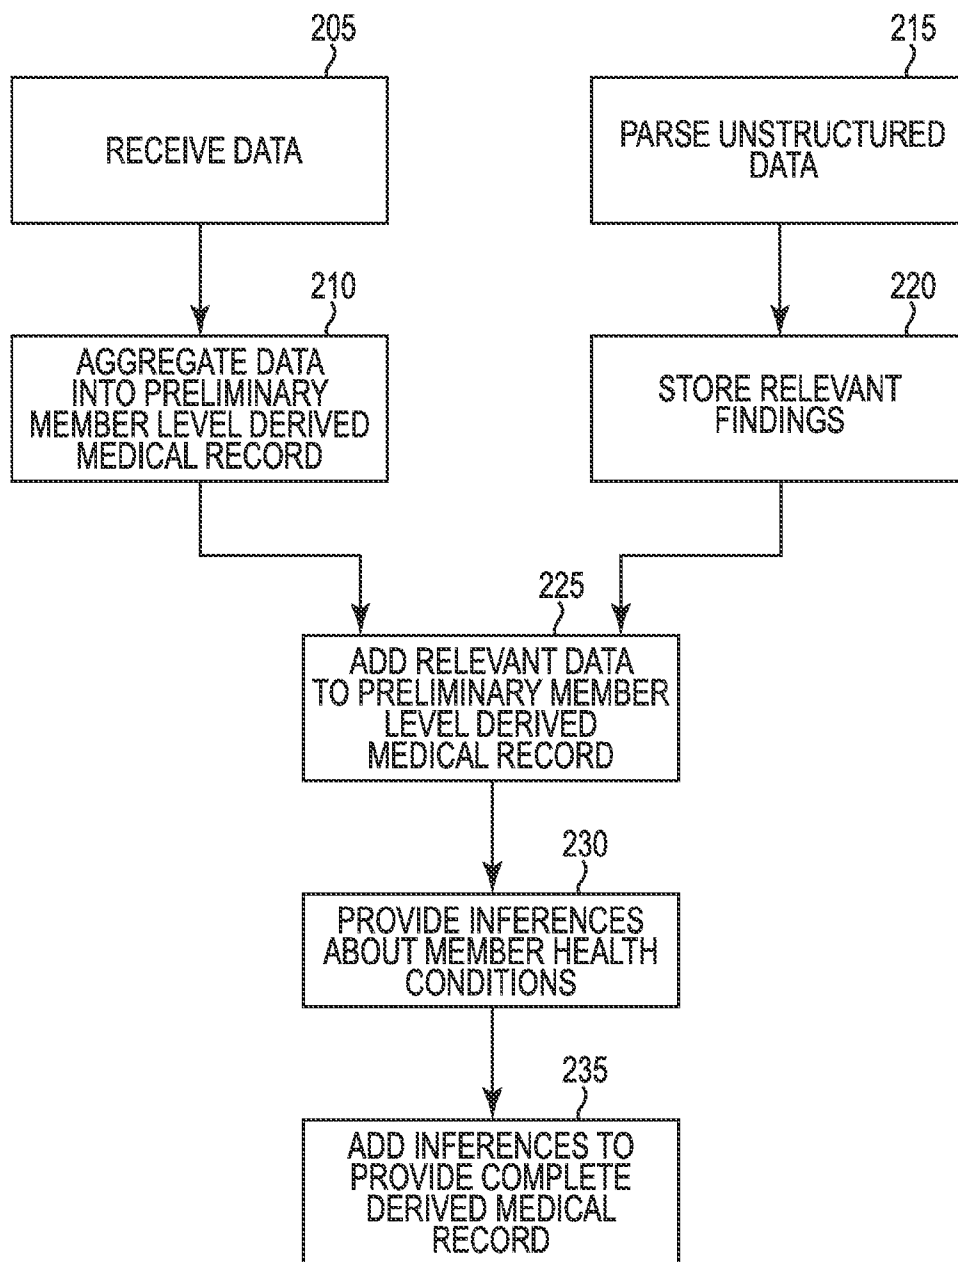 205
RECEIVE DATA
210
AGGREGATE DATA
INTO PRELIMINARY
MEMBER LEVEL DERIVED
MEDICAL RECORD
215
PARSE UNSTRUCTURED
DATA
220
STORE RELEVANT
FINDINGS
225
ADD RELEVANT DATA
TO PRELIMINARY MEMBER
LEVEL DERIVED
MEDICAL RECORD
230
PROVIDE INFERENCES
ABOUT MEMBER HEALTH
CONDITIONS
235
ADD INFERENCES TO
PROVIDE COMPLETE
DERIVED MEDICAL
RECORD